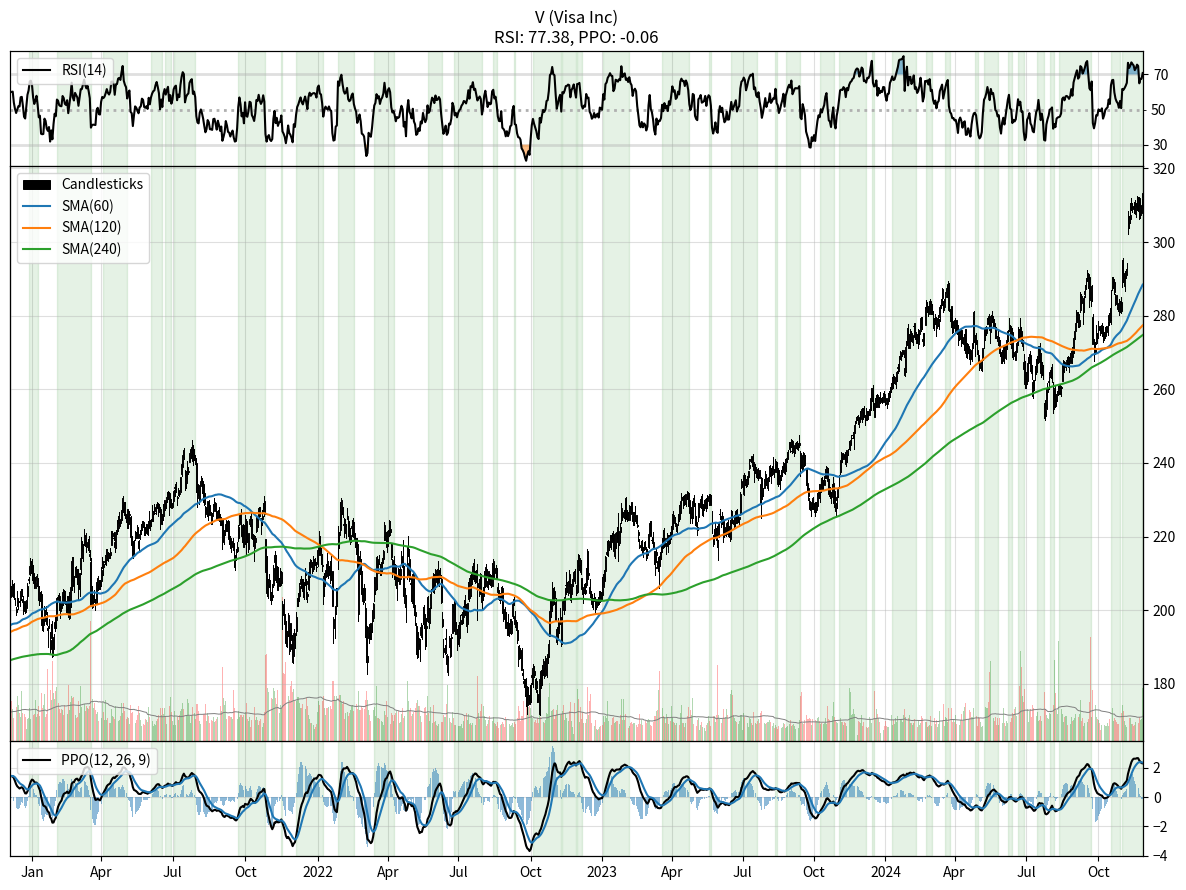 V (Visa Inc)
RSI: 77.38, PPO: -0.06
RSI(14)
70
50
30
Candlesticks
SMA(60)
SMA(120)
SMA(240)
320
300
280
260
240
220
200
180
PPO(12, 26, 9)
2
0
−2
−4
Jan Apr Jul Oct 2022 Apr Jul Oct 2023 Apr Jul Oct 2024 Apr Jul Oct